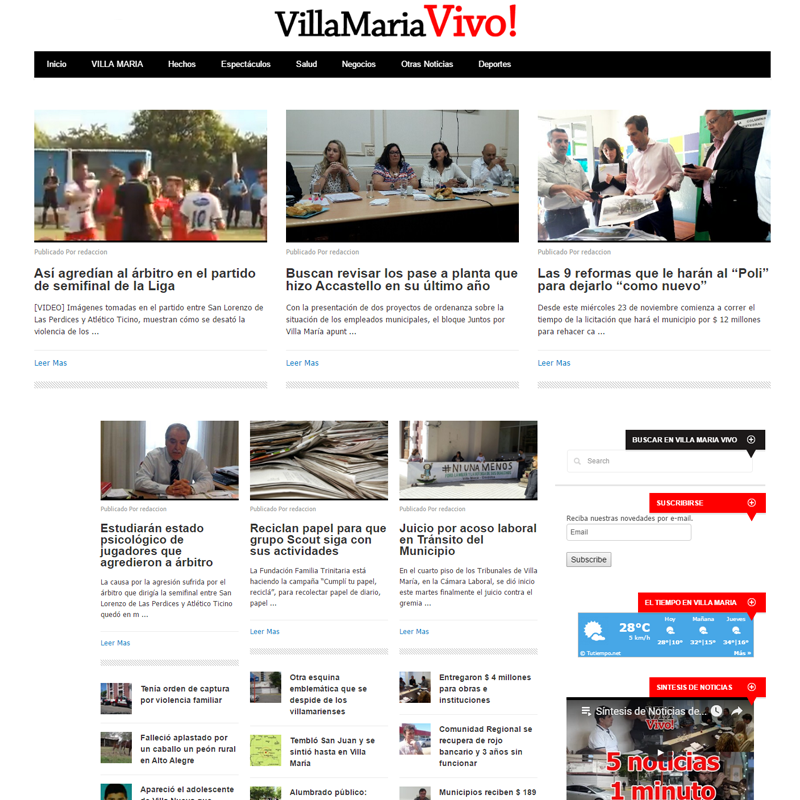 VillaMariaVivo!
Inicio VILLA MARIA Hechos Espectáculos Salud Negocios Otras Noticias Deportes
10
Publicado Por redaccion
Así agredían al árbitro en el partido
de semifinal de la Liga
[VIDEO] Imágenes tomadas en el partido entre San Lorenzo de
Las Perdices y Atlético Ticino, muestran cómo se desató la
violencia de los ...
Leer Mas
Publicado Por redaccion
Buscan revisar los pase a planta que
hizo Accastello en su último año
Con la presentación de dos proyectos de ordenanza sobre la
situación de los empleados municipales, el bloque Juntos por
Villa María apunt ...
Leer Mas
Publicado Por redaccion
Las 9 reformas que le harán al “Poli”
para dejarlo “como nuevo”
Desde este miércoles 23 de noviembre comienza a correr el
tiempo de la licitación que hará el municipio por $ 12 millones
para rehacer ca ...
Leer Mas
Publicado Por redaccion
Estudiarán estado
psicológico de
jugadores que
agredieron a árbitro
La causa por la agresión sufrida por el
árbitro que dirigía la semifinal entre San
Lorenzo de Las Perdices y Atlético Ticino
quedó en m ...
Leer Mas
Publicado Por redaccion
Reciclan papel para que
grupo Scout siga con
sus actividades
La Fundación Familia Trinitaria está
haciendo la campaña “Cumplí tu papel,
reciclá”, para recolectar papel de diario,
papel ...
Leer Mas
#NI UNA MENOS
Publicado Por redaccion
Juicio por acoso laboral
en Tránsito del
Municipio
En el cuarto piso de los Tribunales de Villa
María, en la Cámara Laboral, se dió inicio
este martes finalmente el juicio contra el
gremia ...
Leer Mas
Tenía orden de captura
por violencia familiar
Falleció aplastado por
un caballo un peón rural
en Alto Alegre
Apareció el adolescente
de Villa Nueva que
Otra esquina
emblemática que se
despide de los
villamarienses
Tembló San Juan y se
sintió hasta en Villa
María
Alumbrado público:
Entregaron $ 4 millones
para obras e
instituciones
Comunidad Regional se
recupera de rojo
bancario y 3 años sin
funcionar
Municipios reciben $ 189
BUSCAR EN VILLA MARIA VIVO
Search
SUSCRIBIRSE
Reciba nuestras novedades por e-mail.
Email
Subscribe
EL TIEMPO EN VILLA MARIA
28°C
5 km/h
Hoy Mañana Jueves
28°|10° 32°|15° 34°|16°
© Tutiempo.net Más »
SINTESIS DE NOTICIAS
Síntesis de Noticias de...
Vivo!
5 noticias
1 minuto